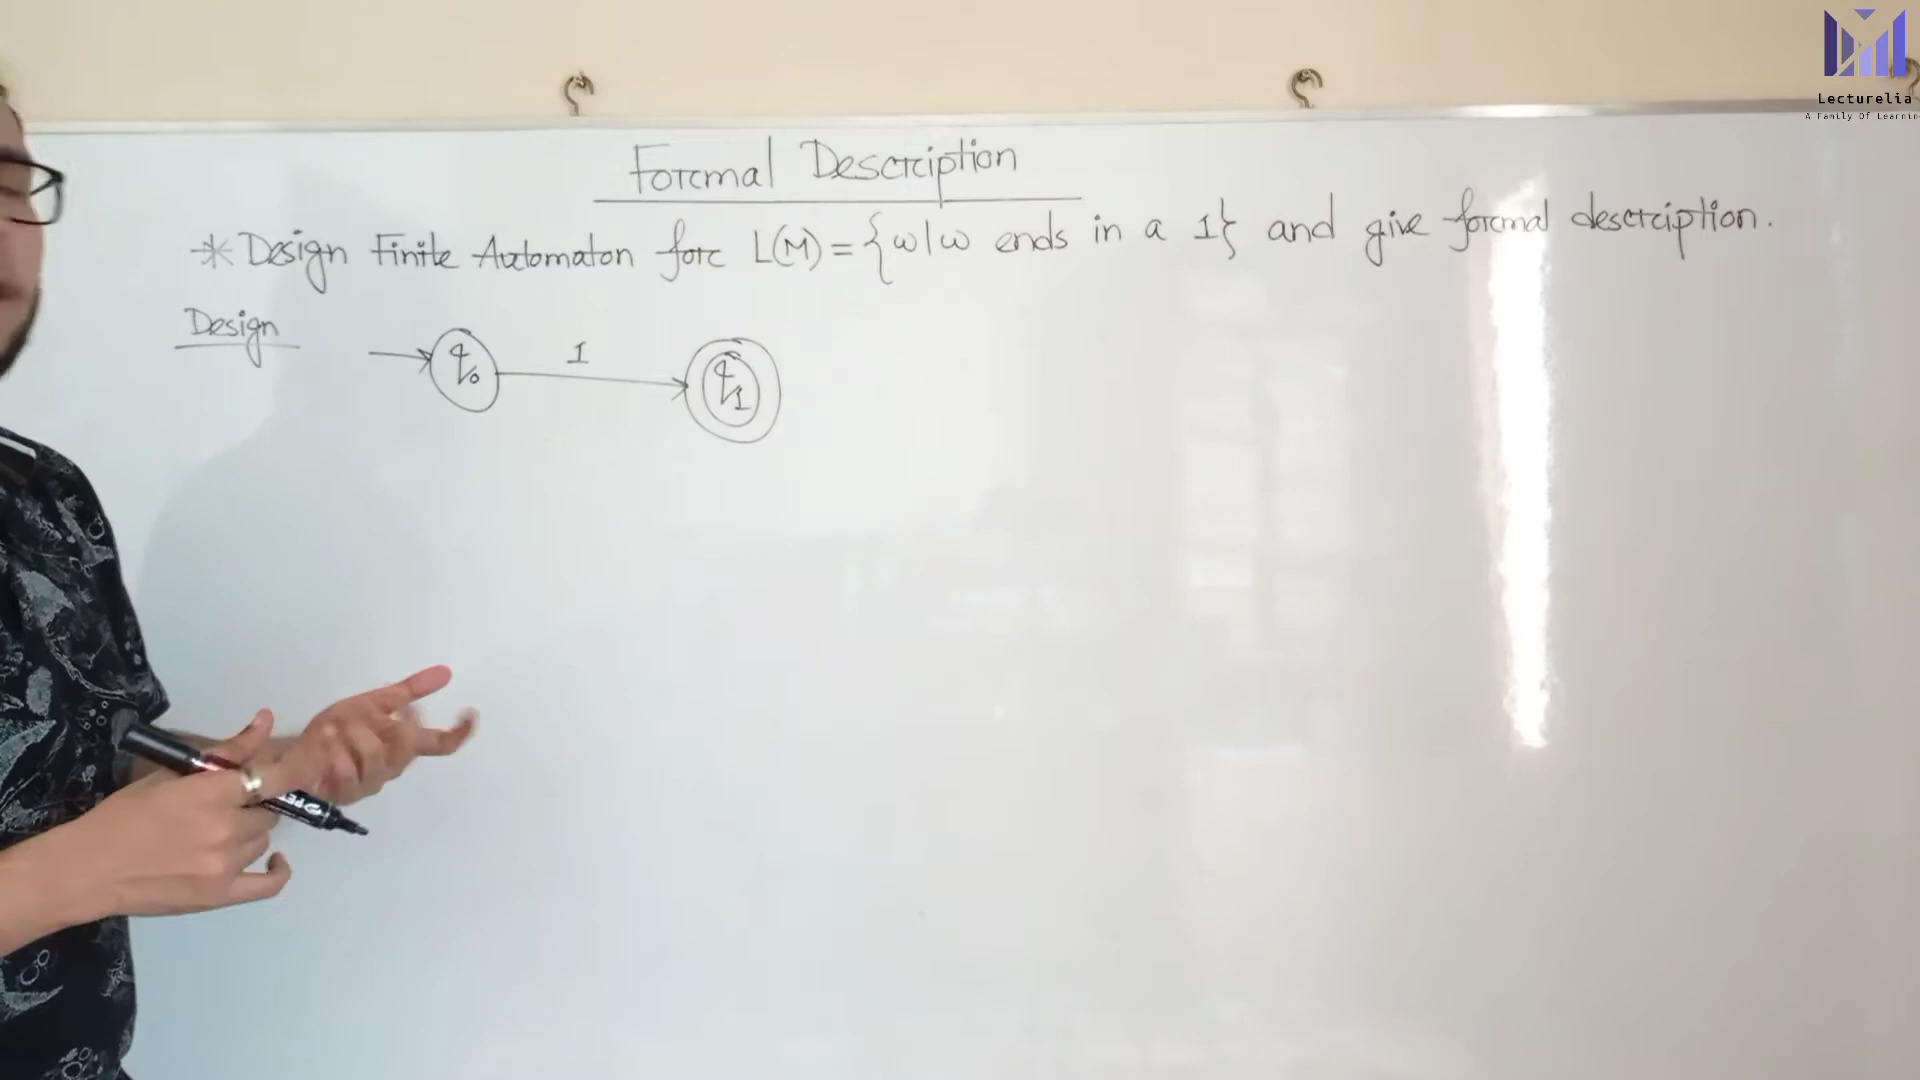 Lecturelia
A Family Of Learnin
Formal Description
* Design Finite Automaton for L(M) = {w|w ends in a 1} and give formal description.
Design
q₀ 1 q₁